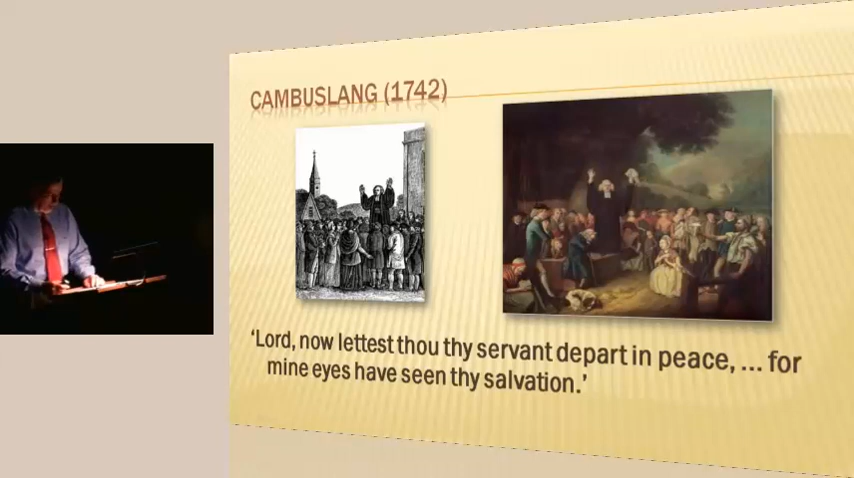 CAMBUSLANG (1742)
‘Lord, now lettest thou thy servant depart in peace, … for
mine eyes have seen thy salvation.’